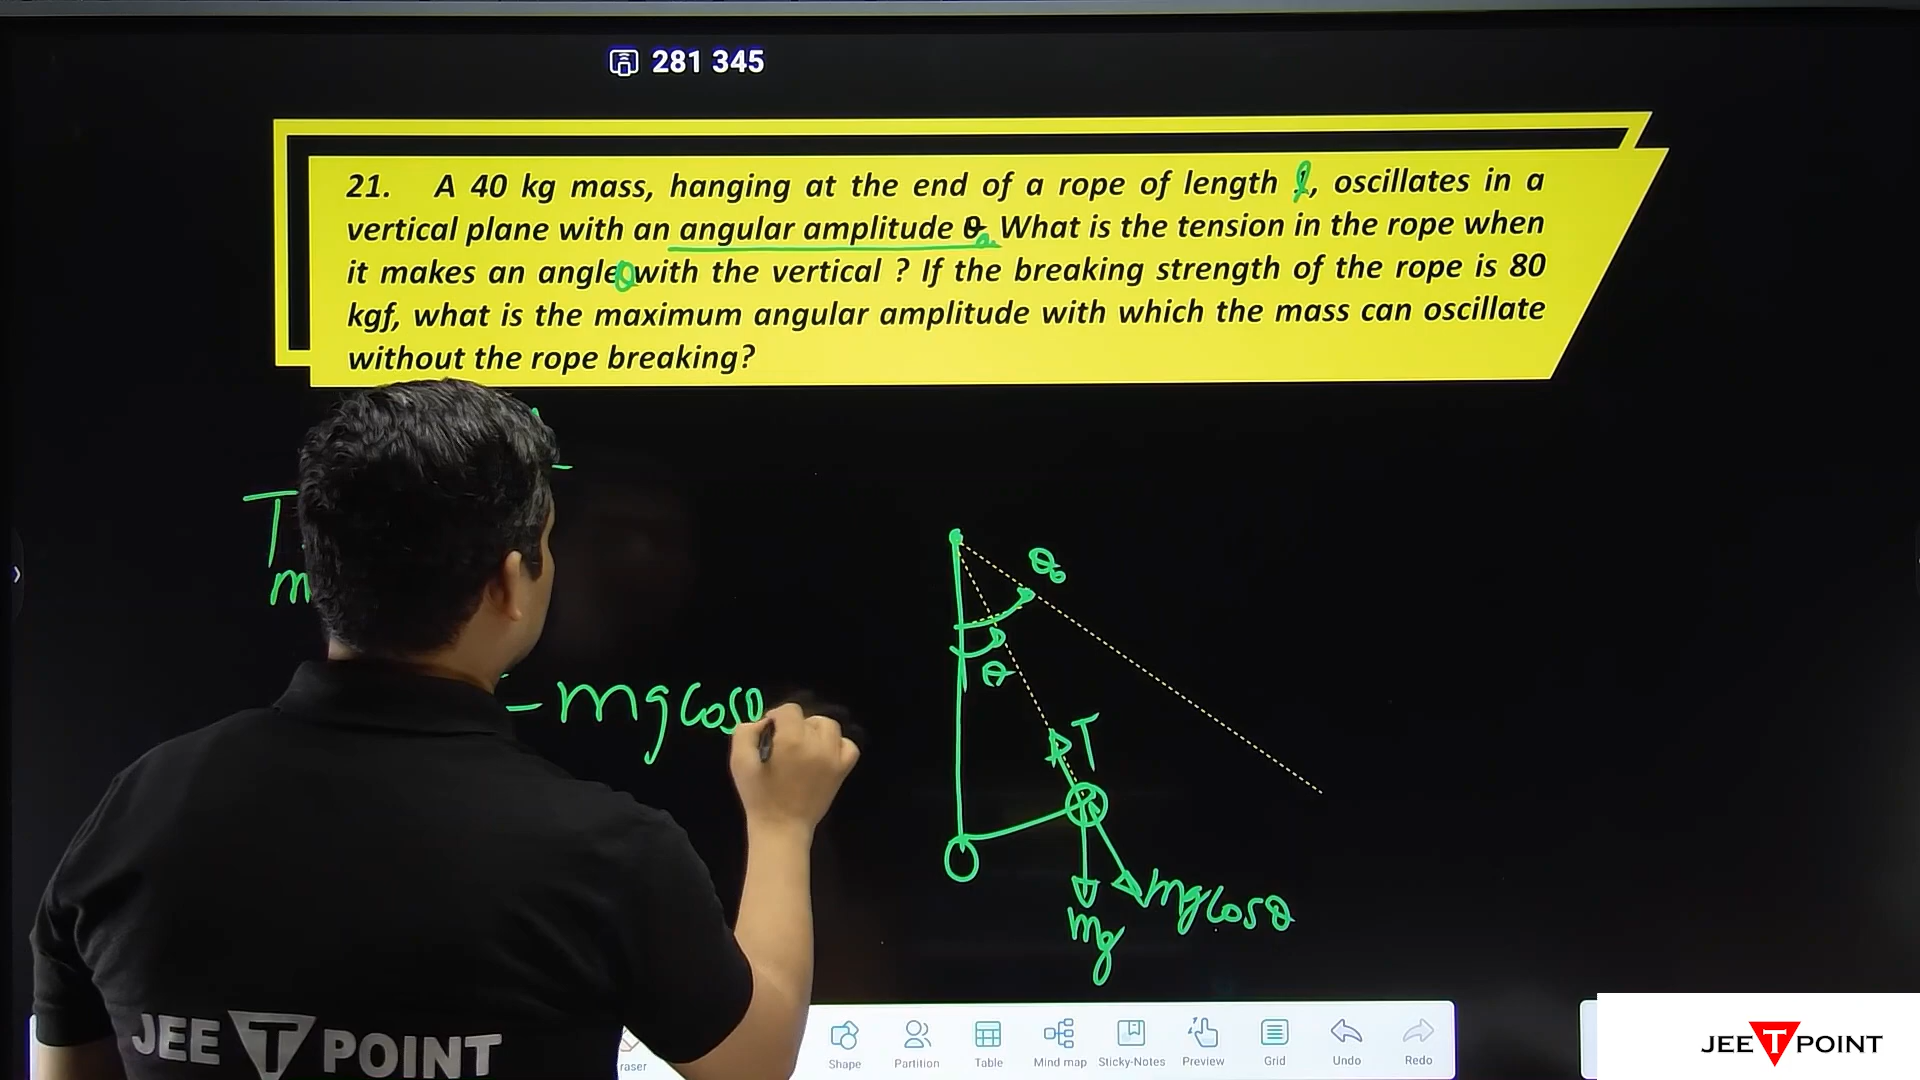 281 345
21. A 40 kg mass, hanging at the end of a rope of length l, oscillates in a
vertical plane with an angular amplitude θ₀. What is the tension in the rope when
it makes an angle θ with the vertical ? If the breaking strength of the rope is 80
kgf, what is the maximum angular amplitude with which the mass can oscillate
without the rope breaking?
T
m
- mg cosθ
θ₀
θ
T
mg cosθ
mg
JEE T POINT
raser
Shape
Partition
Table
Mind map
Sticky-Notes
Preview
Grid
Undo
Redo
JEE T POINT